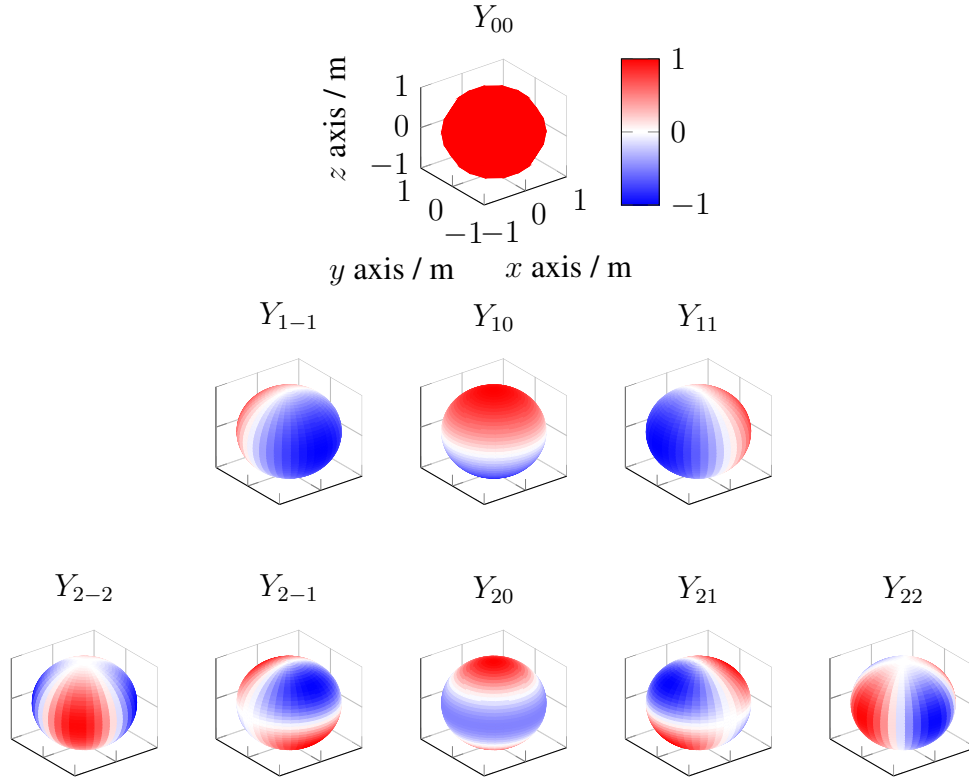 Y₀₀
z axis / m
1
0
−1
1
0
−1
−1
0
1
y axis / m
x axis / m
1
0
−1
Y₁₋₁
Y₁₀
Y₁₁
Y₂₋₂
Y₂₋₁
Y₂₀
Y₂₁
Y₂₂